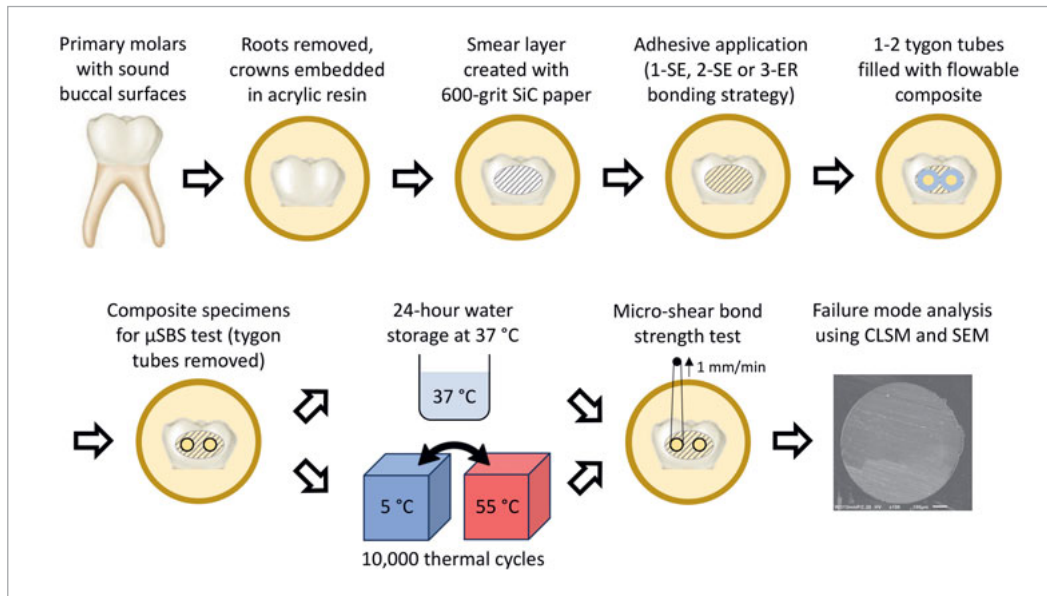 Primary molars
with sound
buccal surfaces
Roots removed,
crowns embedded
in acrylic resin
Smear layer
created with
600-grit SiC paper
Adhesive application
(1-SE, 2-SE or 3-ER
bonding strategy)
1-2 tygon tubes
filled with flowable
composite
Composite specimens
for μSBS test (tygon
tubes removed)
24-hour water
storage at 37 °C
37 °C
5 °C
55 °C
10,000 thermal cycles
Micro-shear bond
strength test
1 mm/min
Failure mode analysis
using CLSM and SEM